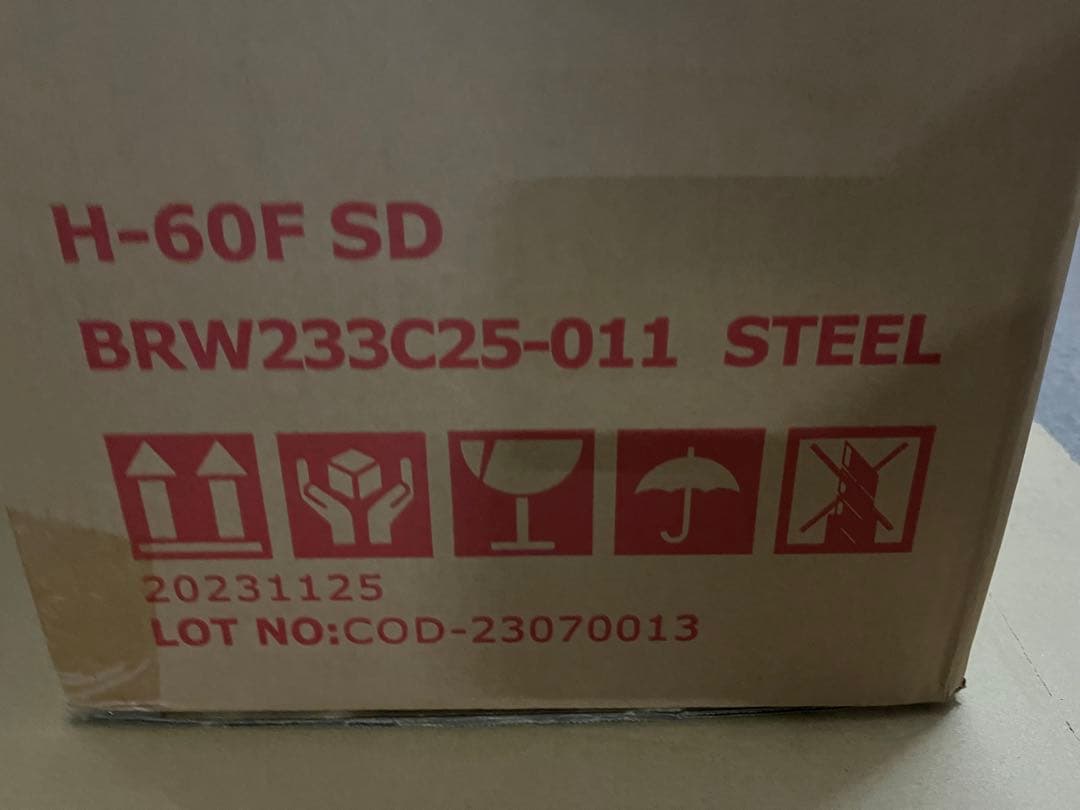 H-60F SD
BRW233C25-011 STEEL
20231125
LOT NO:COD-23070013